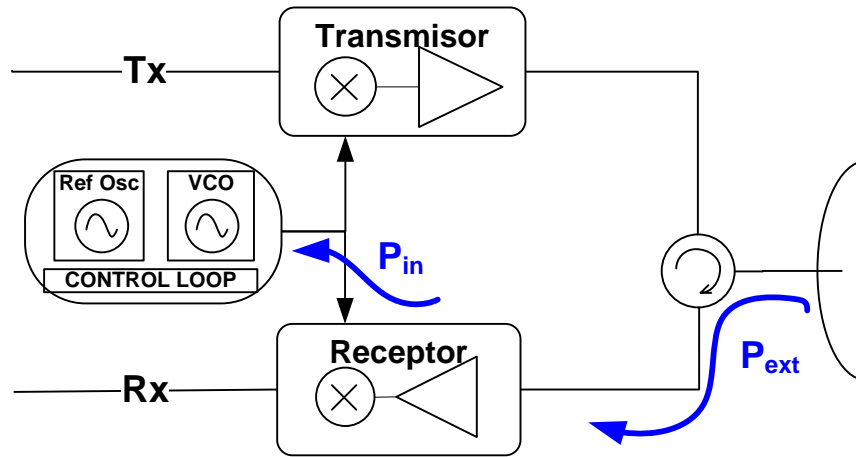 Transmisor
Tx
Ref Osc VCO
CONTROL LOOP
Pin
Receptor
Pext
Rx